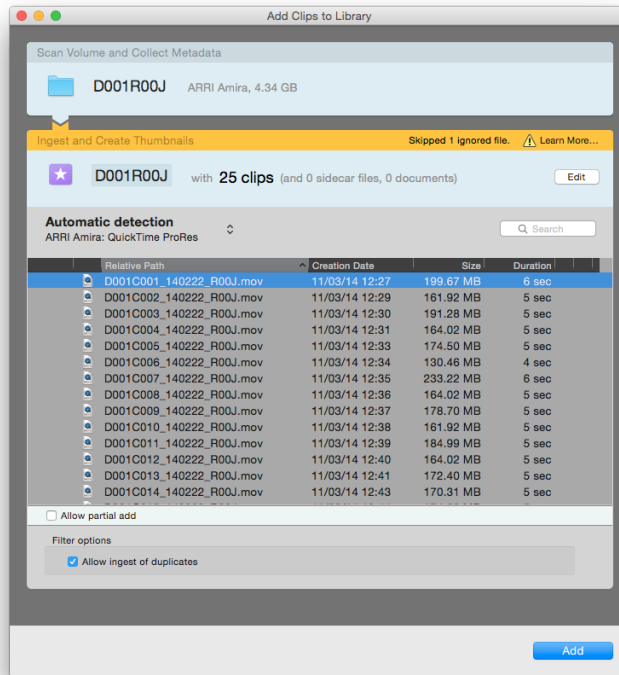 Add Clips to Library
Scan Volume and Collect Metadata
D001R00J ARRI Amira, 4.34 GB
Ingest and Create Thumbnails Skipped 1 ignored file. Learn More...
D001R00J with 25 clips (and 0 sidecar files, 0 documents) Edit
Automatic detection
ARRI Amira: QuickTime ProRes Search
Relative Path Creation Date Size Duration
D001C001_140222_R00J.mov 11/03/14 12:27 199.67 MB 6 sec
D001C002_140222_R00J.mov 11/03/14 12:29 161.92 MB 5 sec
D001C003_140222_R00J.mov 11/03/14 12:30 191.28 MB 5 sec
D001C004_140222_R00J.mov 11/03/14 12:31 164.02 MB 5 sec
D001C005_140222_R00J.mov 11/03/14 12:33 174.50 MB 5 sec
D001C006_140222_R00J.mov 11/03/14 12:34 130.46 MB 4 sec
D001C007_140222_R00J.mov 11/03/14 12:35 233.22 MB 6 sec
D001C008_140222_R00J.mov 11/03/14 12:36 164.02 MB 5 sec
D001C009_140222_R00J.mov 11/03/14 12:37 178.70 MB 5 sec
D001C010_140222_R00J.mov 11/03/14 12:38 161.92 MB 5 sec
D001C011_140222_R00J.mov 11/03/14 12:39 184.99 MB 5 sec
D001C012_140222_R00J.mov 11/03/14 12:40 164.02 MB 5 sec
D001C013_140222_R00J.mov 11/03/14 12:41 172.40 MB 5 sec
D001C014_140222_R00J.mov 11/03/14 12:43 170.31 MB 5 sec
Allow partial add
Filter options
Allow ingest of duplicates
Add